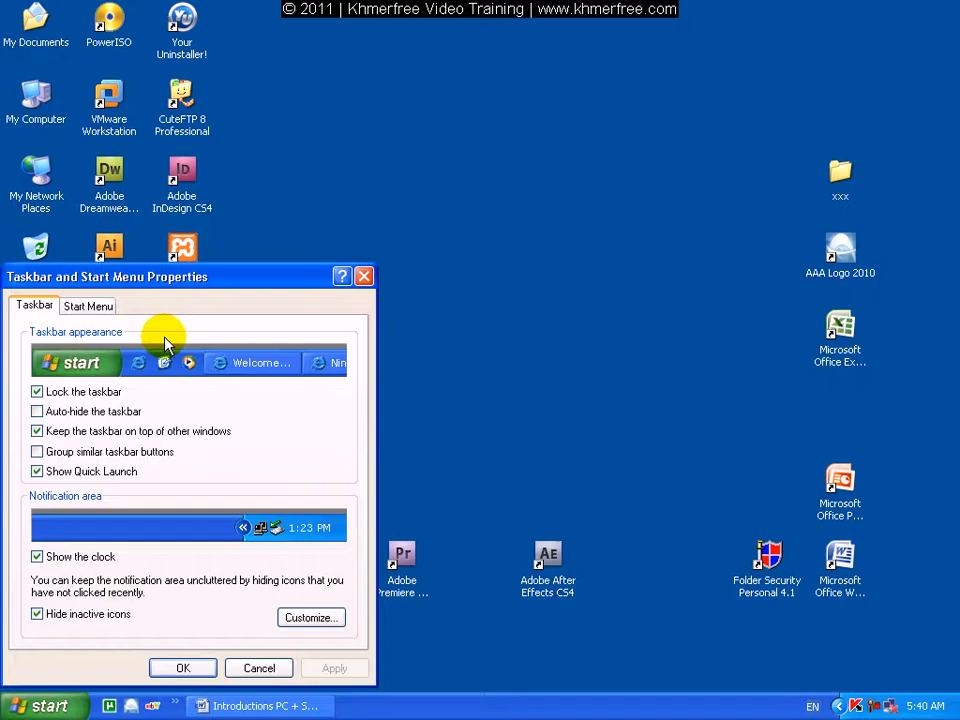 © 2011 | Khmerfree Video Training | www.khmerfree.com
My Documents
PowerISO
Your
Uninstaller!
My Computer
VMware
Workstation
CuteFTP 8
Professional
My Network
Places
Dw
Adobe
Dreamwea...
Id
Adobe
InDesign CS4
Ai
xxx
AAA Logo 2010
Microsoft
Office Ex...
Microsoft
Office P...
Pr
Adobe
Premiere ...
AE
Adobe After
Effects CS4
Folder Security
Personal 4.1
Microsoft
Office W...
Taskbar and Start Menu Properties
Taskbar
Start Menu
Taskbar appearance
start
Welcome...
Nin
Lock the taskbar
Auto-hide the taskbar
Keep the taskbar on top of other windows
Group similar taskbar buttons
Show Quick Launch
Notification area
1:23 PM
Show the clock
You can keep the notification area uncluttered by hiding icons that you
have not clicked recently.
Hide inactive icons
Customize...
OK
Cancel
Apply
start
Introductions PC + S...
EN
5:40 AM